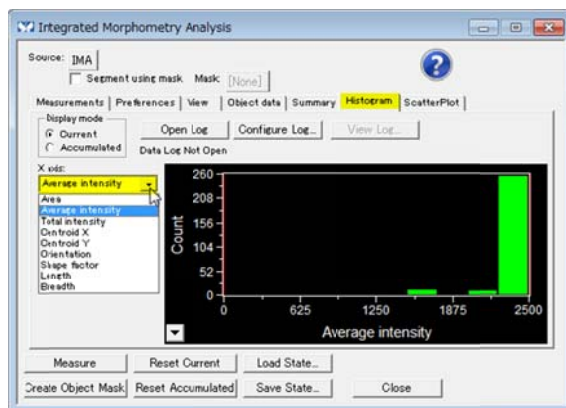 Integrated Morphometry Analysis
Source: IMA
Segment using mask Mask: [None]
Measurements Preferences View Object data Summary Histogram ScatterPlot
Display mode
Current
Accumulated
Open Log Configure Log... View Log...
Data Log Not Open
X axis:
Average intensity
Area
Average intensity
Total intensity
Centroid X
Centroid Y
Orientation
Shape factor
Length
Breadth
Count
260
208
156
104
52
0
0 625 1250 1875 2500
Average intensity
Measure Reset Current Load State...
Create Object Mask Reset Accumulated Save State... Close